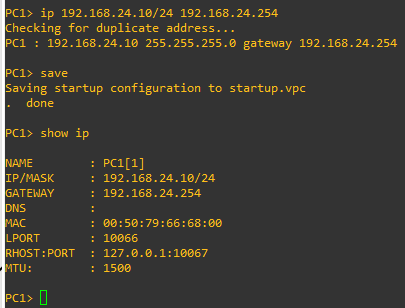 PC1> ip 192.168.24.10/24 192.168.24.254
Checking for duplicate address...
PC1 : 192.168.24.10 255.255.255.0 gateway 192.168.24.254
PC1> save
Saving startup configuration to startup.vpc
.  done
PC1> show ip
NAME        : PC1[1]
IP/MASK     : 192.168.24.10/24
GATEWAY     : 192.168.24.254
DNS         :
MAC         : 00:50:79:66:68:00
LPORT       : 10066
RHOST:PORT  : 127.0.0.1:10067
MTU:        : 1500
PC1>